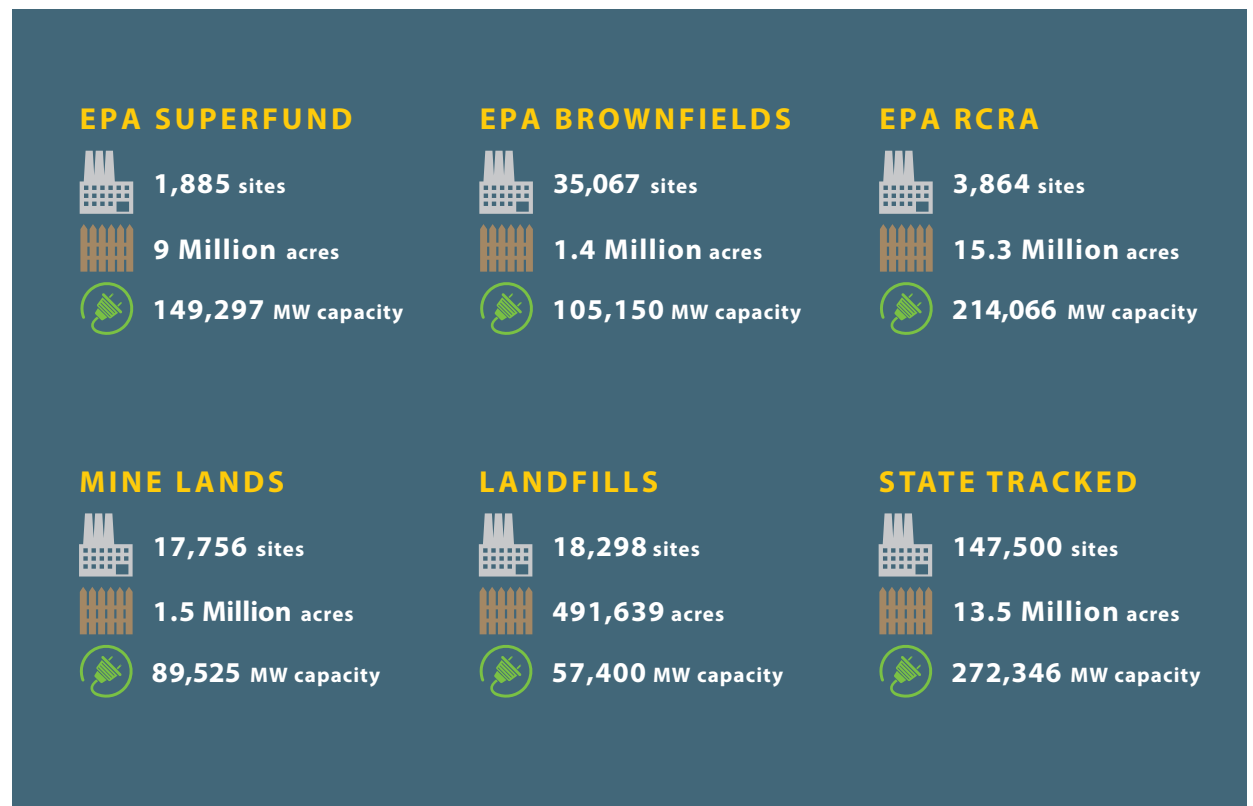 EPA SUPERFUND
1,885 sites
9 Million acres
149,297 MW capacity
EPA BROWNFIELDS
35,067 sites
1.4 Million acres
105,150 MW capacity
EPA RCRA
3,864 sites
15.3 Million acres
214,066 MW capacity
MINE LANDS
17,756 sites
1.5 Million acres
89,525 MW capacity
LANDFILLS
18,298 sites
491,639 acres
57,400 MW capacity
STATE TRACKED
147,500 sites
13.5 Million acres
272,346 MW capacity